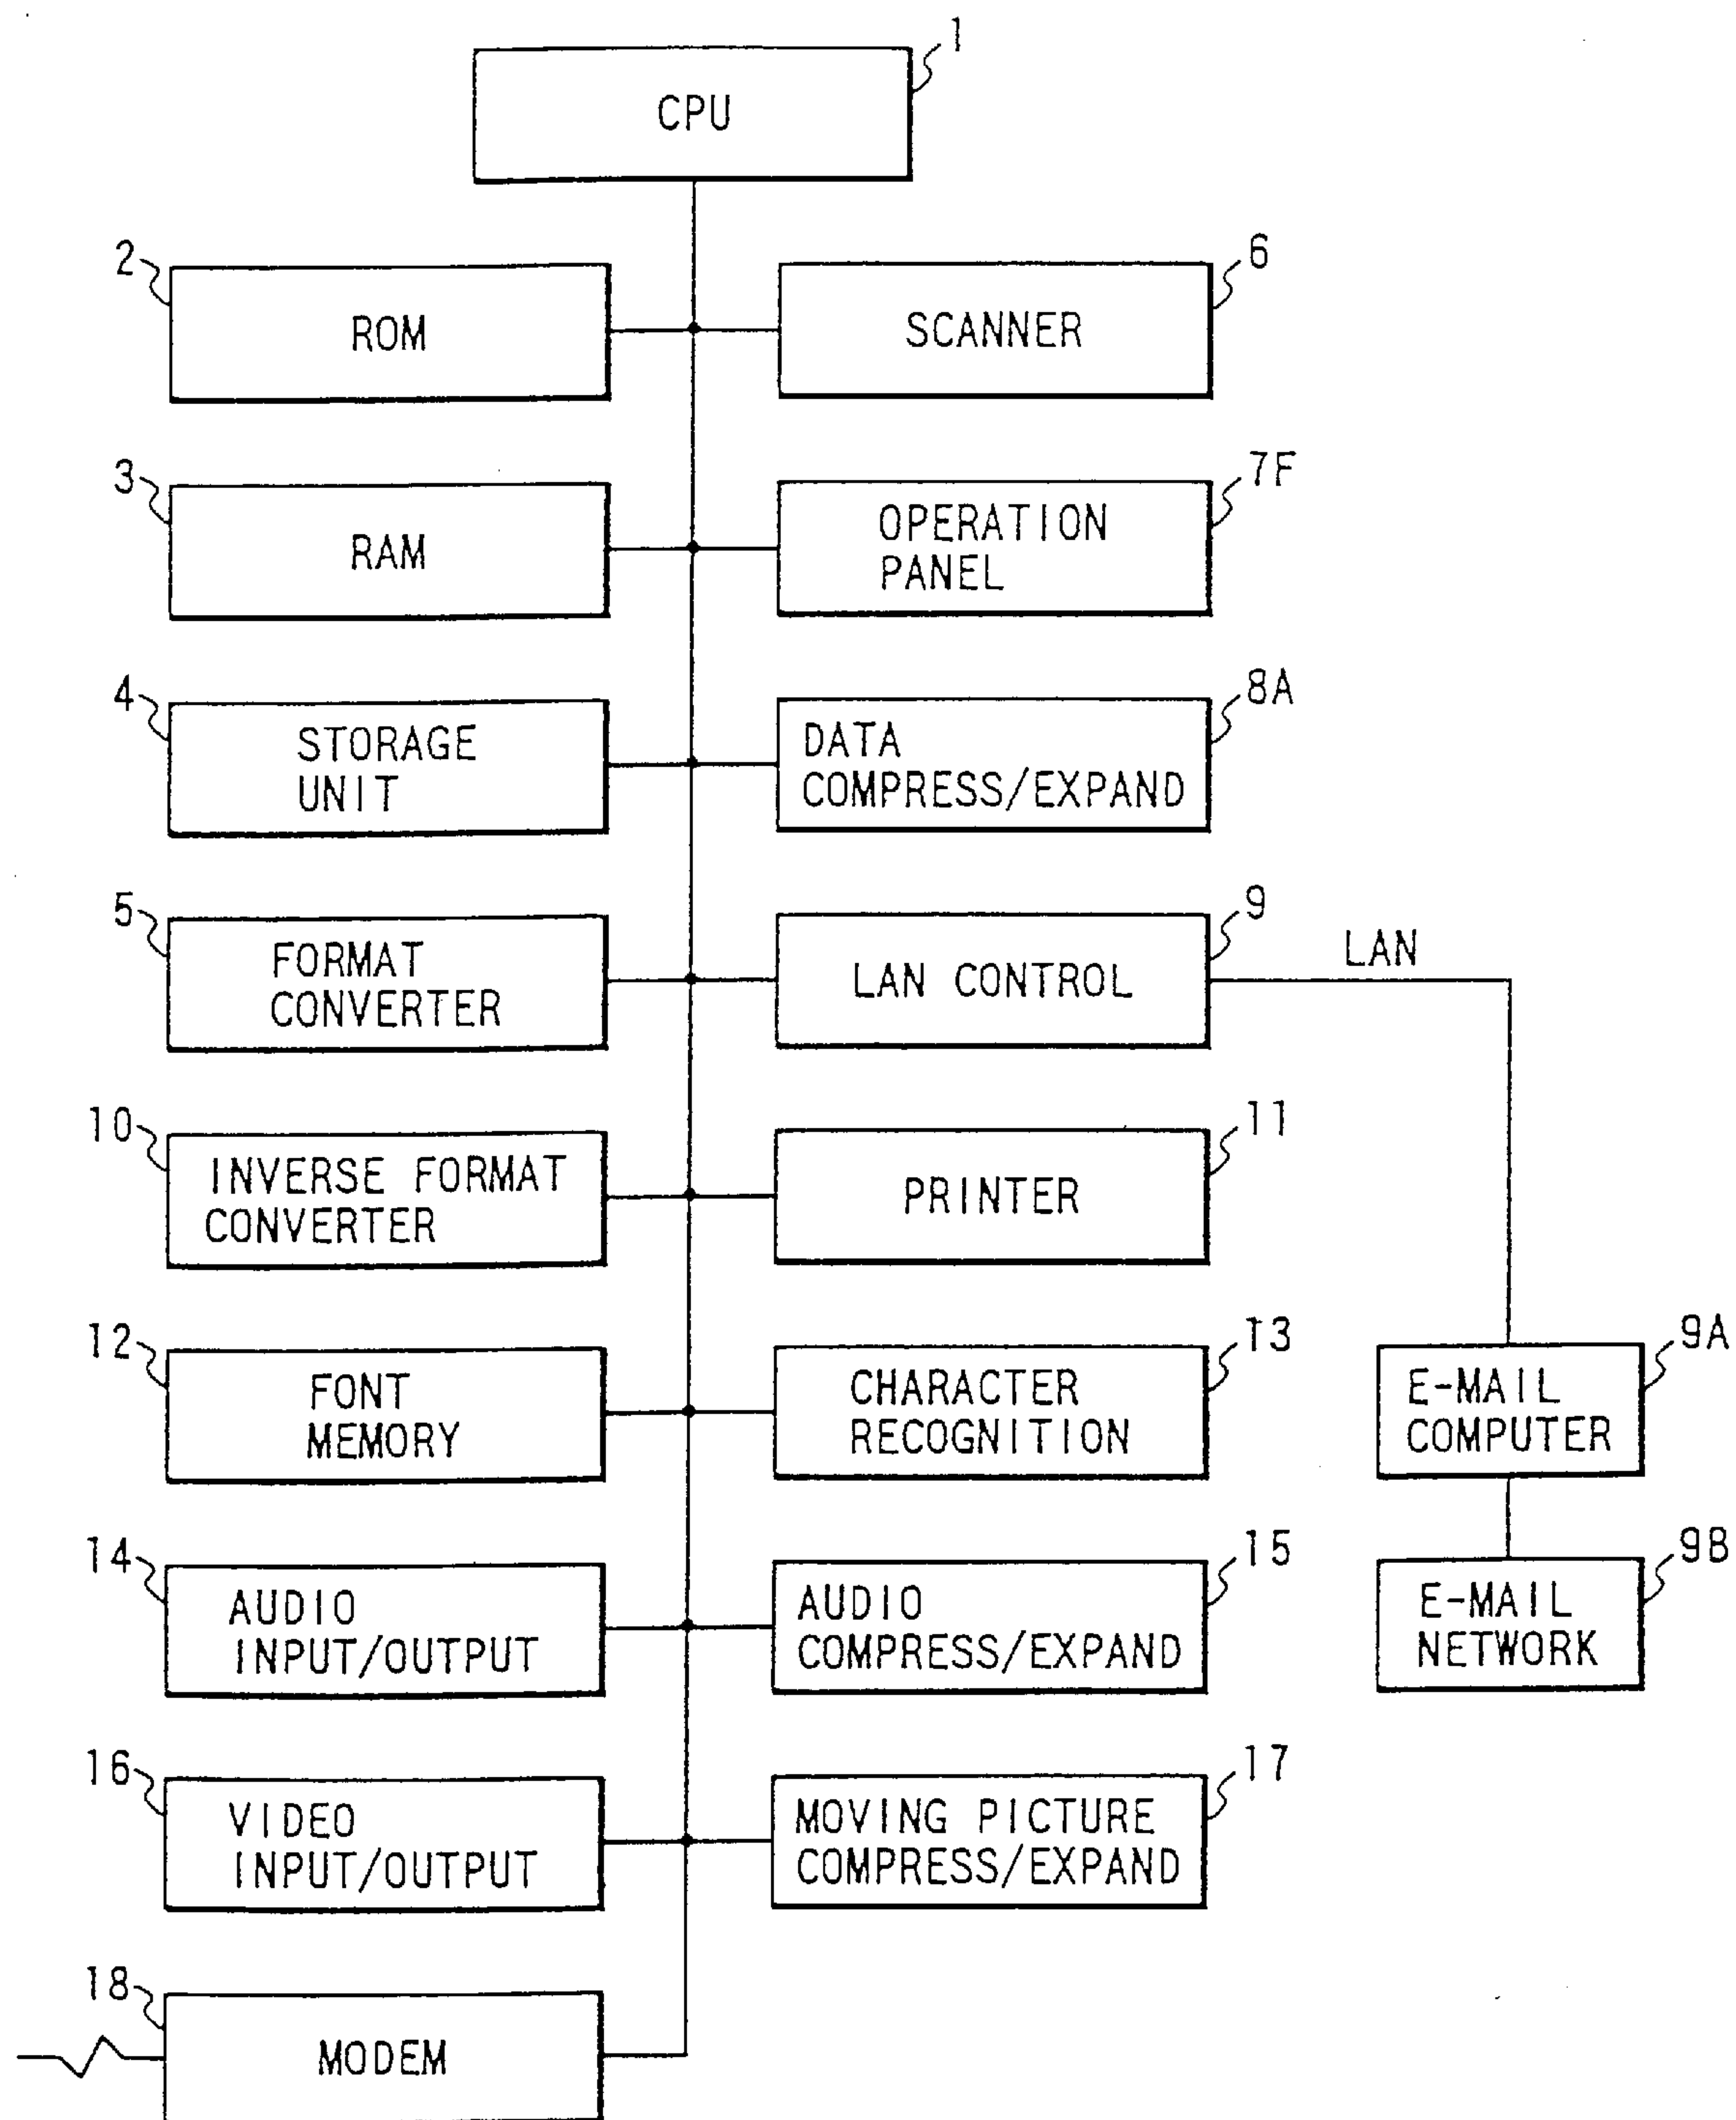 1
CPU
2
ROM
6
SCANNER
3
RAM
7F
OPERATION
PANEL
4
STORAGE
UNIT
8A
DATA
COMPRESS/EXPAND
5
FORMAT
CONVERTER
9
LAN CONTROL
LAN
10
INVERSE FORMAT
CONVERTER
11
PRINTER
12
FONT
MEMORY
13
CHARACTER
RECOGNITION
9A
E-MAIL
COMPUTER
14
AUDIO
INPUT/OUTPUT
15
AUDIO
COMPRESS/EXPAND
9B
E-MAIL
NETWORK
16
VIDEO
INPUT/OUTPUT
17
MOVING PICTURE
COMPRESS/EXPAND
18
MODEM